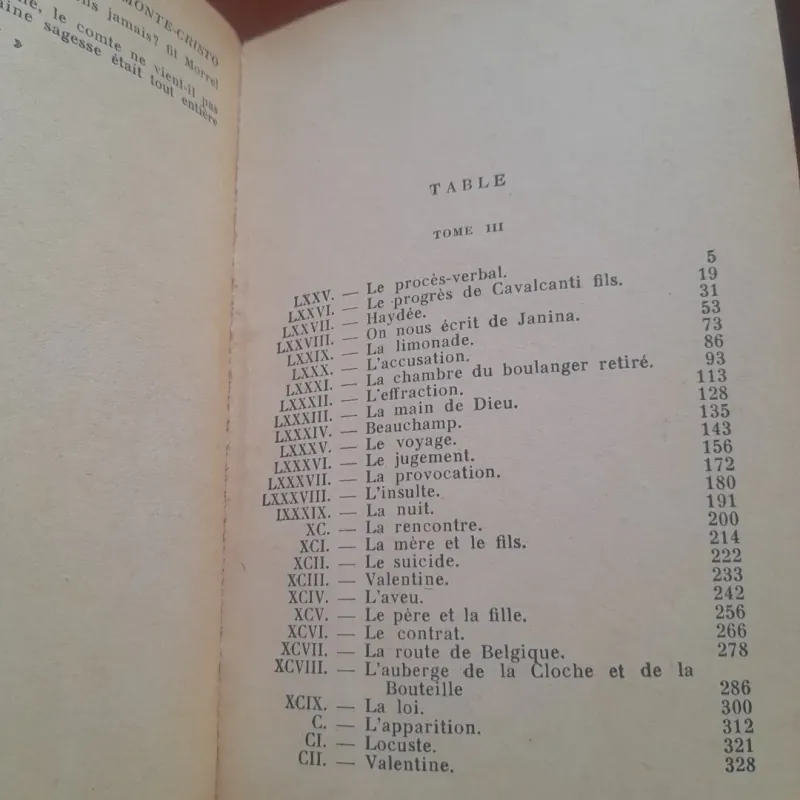 MONTE-CRISTO
jamais? fit Morrel
le comte ne vient-il pas
sagesse était tout entière
»
TABLE
TOME III
LXXV. — Le procès-verbal. 5
LXXVI. — Le progrès de Cavalcanti fils. 19
LXXVII. — Haydée. 31
LXXVIII. — On nous écrit de Janina. 53
LXXIX. — La limonade. 73
LXXX. — L'accusation. 86
LXXXI. — La chambre du boulanger retiré. 93
LXXXII. — L'effraction. 113
LXXXIII. — La main de Dieu. 128
LXXXIV. — Beauchamp. 135
LXXXV. — Le voyage. 143
LXXXVI. — Le jugement. 156
LXXXVII. — La provocation. 172
LXXXVIII. — L'insulte. 180
IXXXIX. — La nuit. 191
XC. — La rencontre. 200
XCI. — La mère et le fils. 214
XCII. — Le suicide. 222
XCIII. — Valentine. 233
XCIV. — L'aveu. 242
XCV. — Le père et la fille. 256
XCVI. — Le contrat. 266
XCVII. — La route de Belgique. 278
XCVIII. — L'auberge de la Cloche et de la
Bouteille 286
XCIX. — La loi. 300
C. — L'apparition. 312
CI. — Locuste. 321
CII. — Valentine. 328